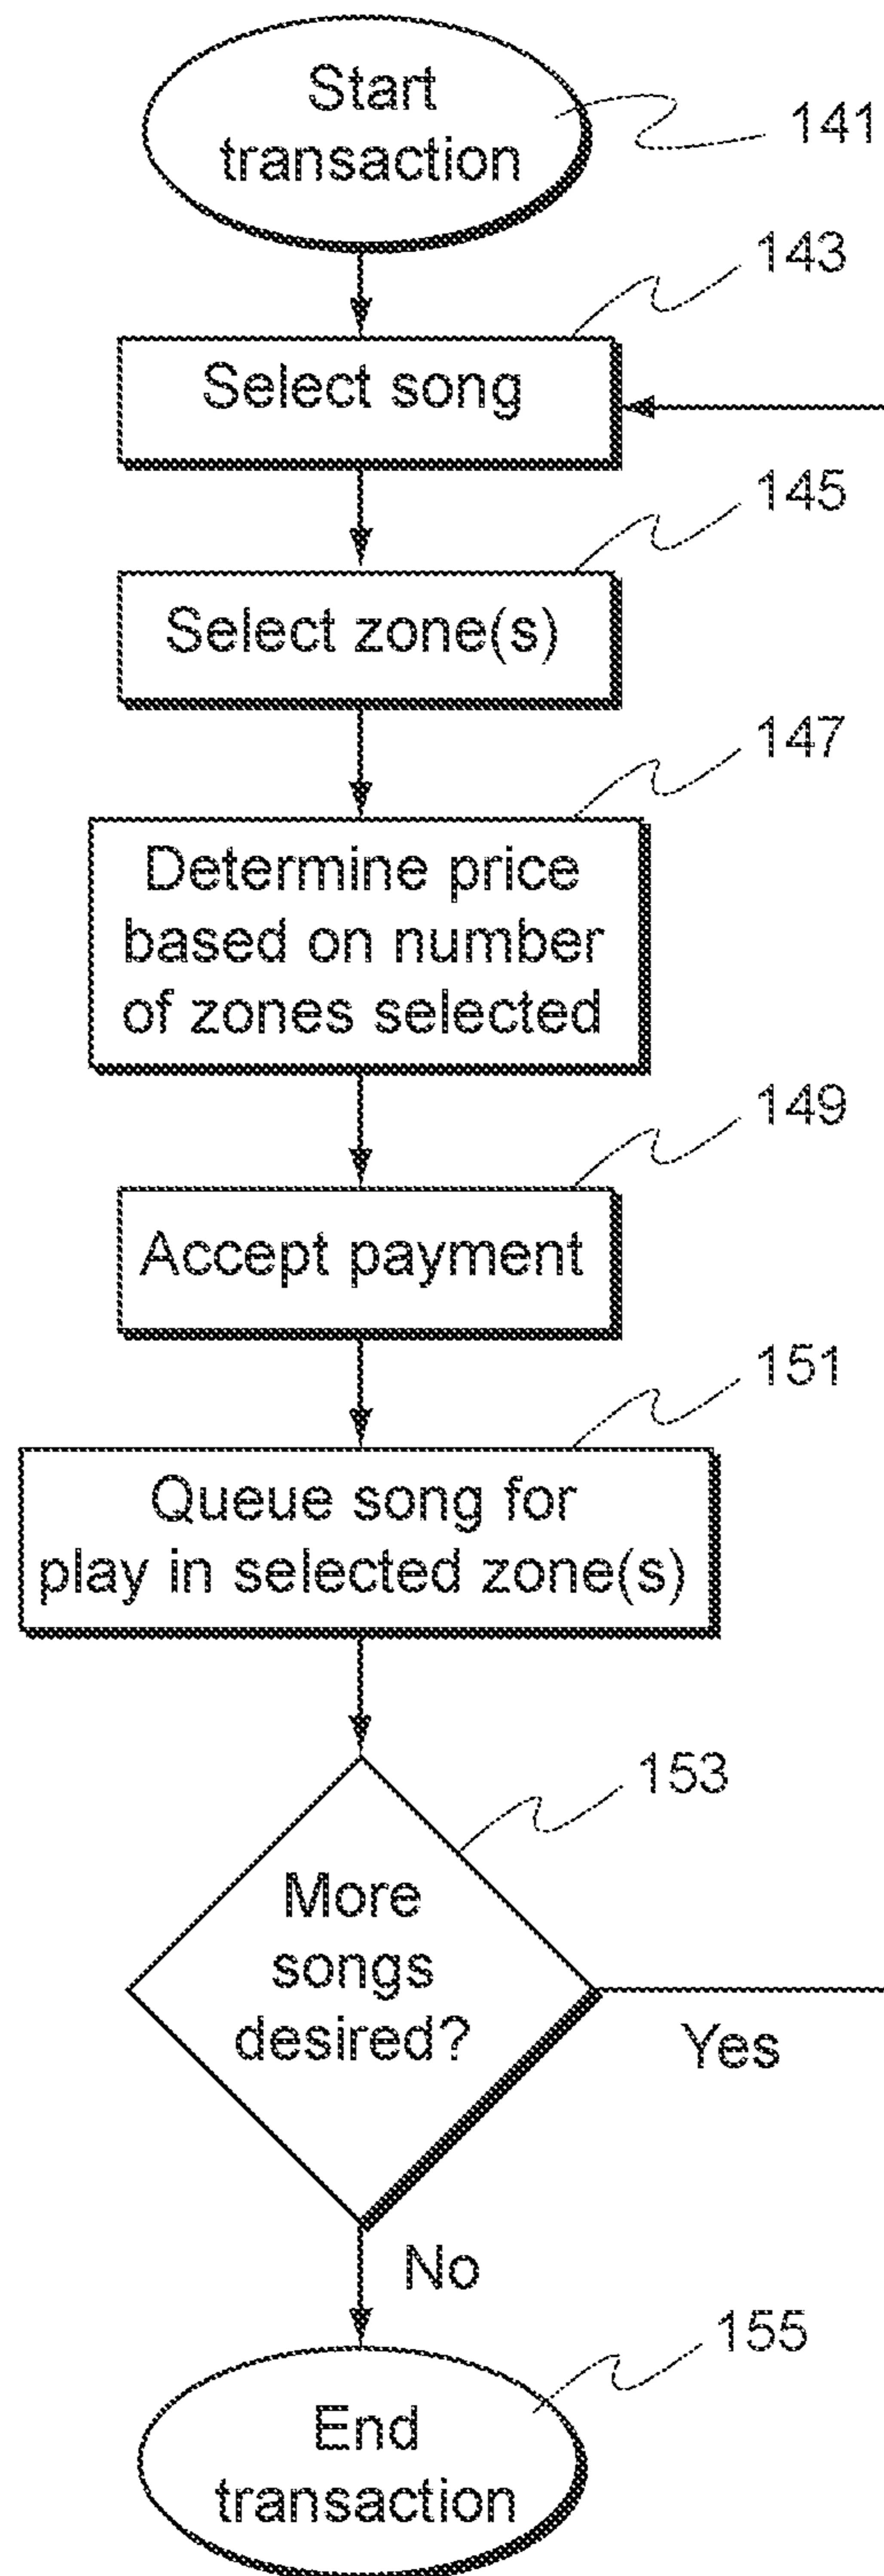 Start
transaction
141
143
Select song
145
Select zone(s)
147
Determine price
based on number
of zones selected
149
Accept payment
151
Queue song for
play in selected zone(s)
153
More
songs
desired?
Yes
No
155
End
transaction